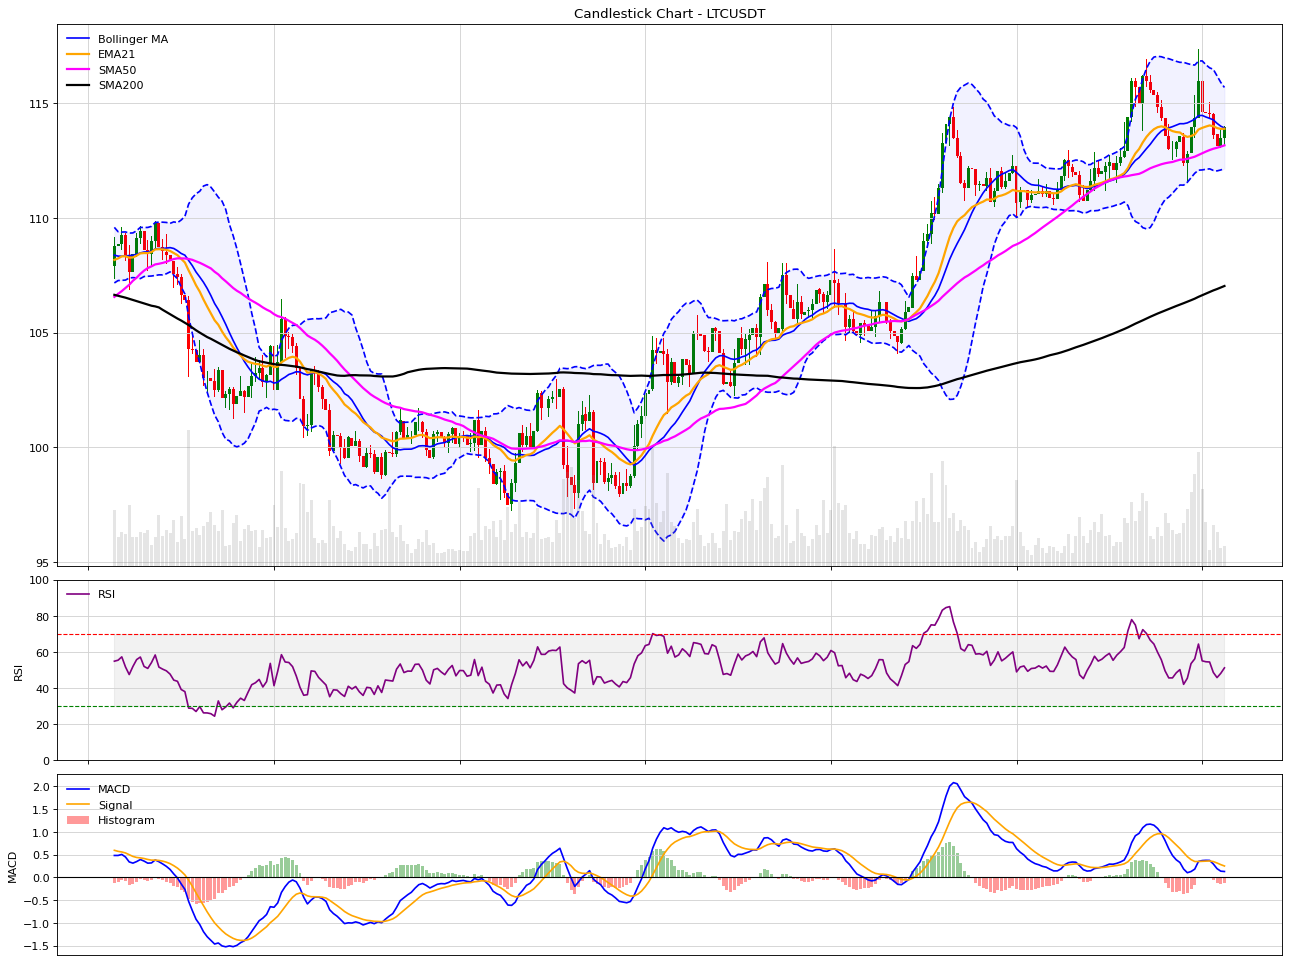 Candlestick Chart - LTCUSDT
Bollinger MA
EMA21
SMA50
SMA200
115
110
105
100
95
RSI
100
80
60
40
20
0
RSI
MACD
Signal
Histogram
2.0
1.5
1.0
0.5
0.0
−0.5
−1.0
−1.5
MACD